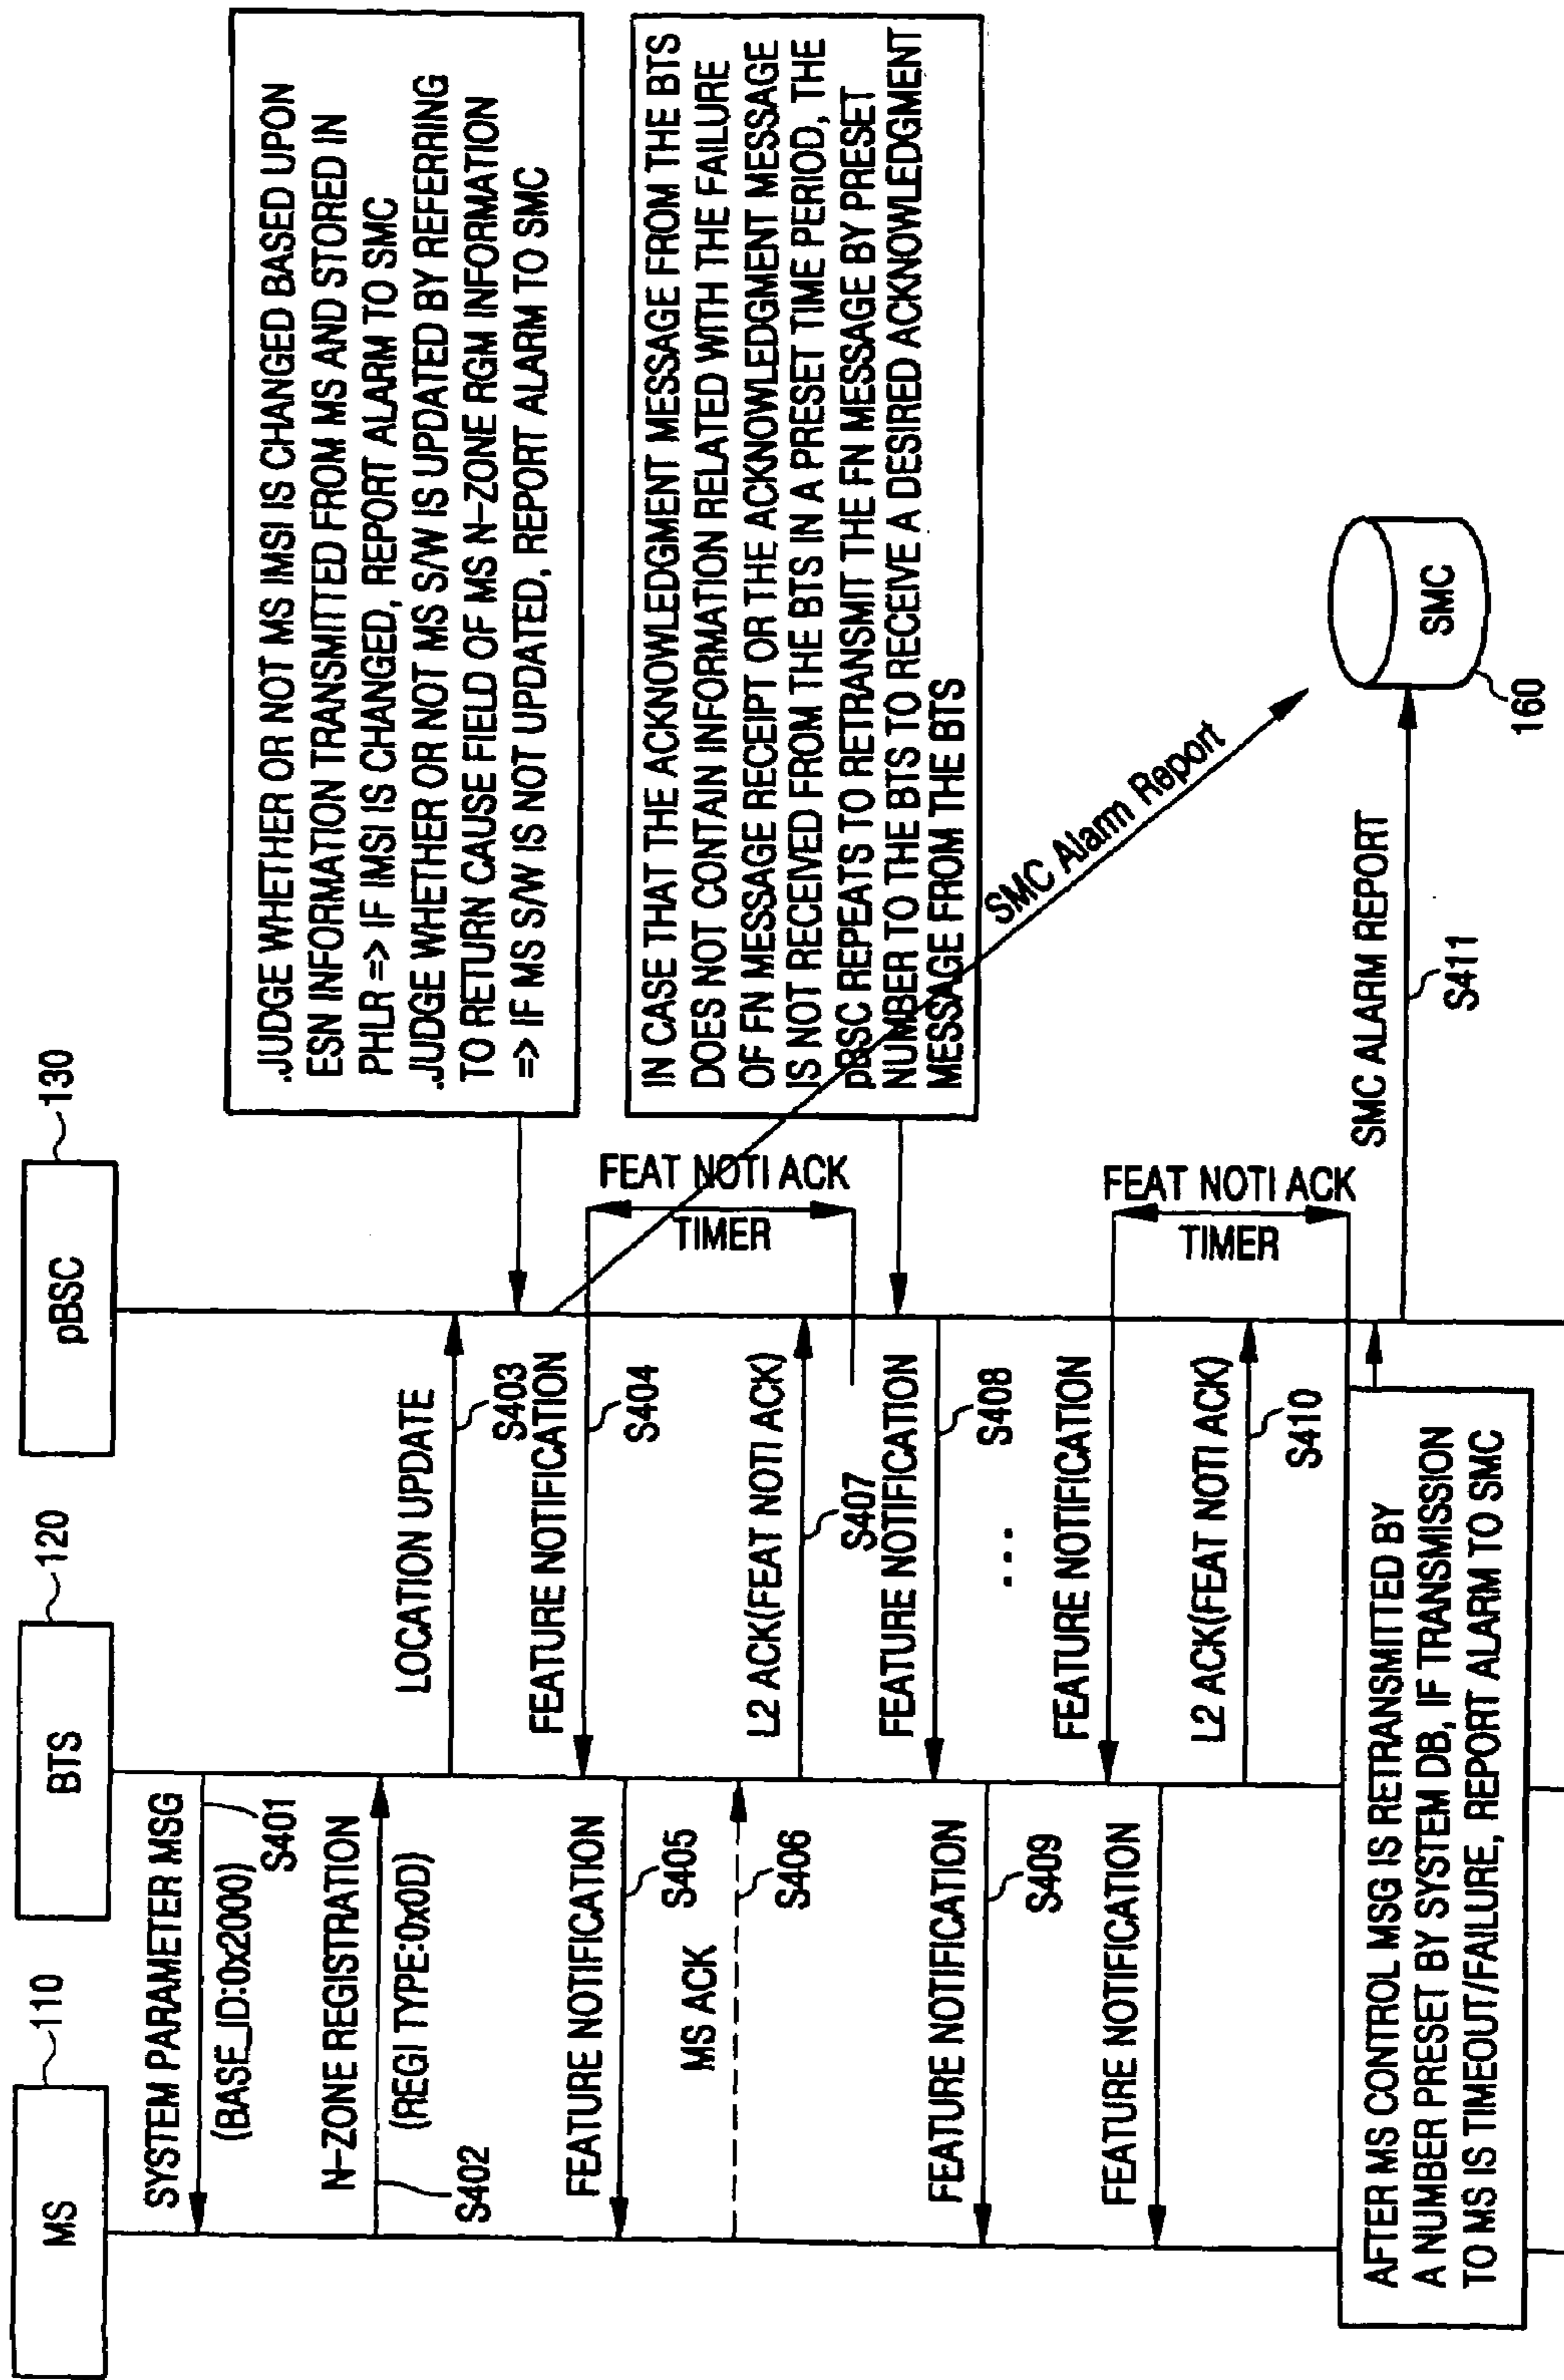 MS
110
BTS
120
pBSC
130
SYSTEM PARAMETER MSG
(BASE_ID:0x2000)
S401
N-ZONE REGISTRATION
(REGI TYPE:0x0D)
S402
LOCATION UPDATE
S403
.JUDGE WHETHER OR NOT MS IMSI IS CHANGED BASED UPON
ESN INFORMATION TRANSMITTED FROM MS AND STORED IN
PHLR => IF IMSI IS CHANGED, REPORT ALARM TO SMC
.JUDGE WHETHER OR NOT MS S/W IS UPDATED BY REFERRING
TO RETURN CAUSE FIELD OF MS N-ZONE RGM INFORMATION
=> IF MS S/W IS NOT UPDATED, REPORT ALARM TO SMC
FEATURE NOTIFICATION
S404
FEATURE NOTIFICATION
S405
FEAT NOTI ACK
TIMER
MS ACK
S406
L2 ACK(FEAT NOTI ACK)
S407
IN CASE THAT THE ACKNOWLEDGMENT MESSAGE FROM THE BTS
DOES NOT CONTAIN INFORMATION RELATED WITH THE FAILURE
OF FN MESSAGE RECEIPT OR THE ACKNOWLEDGMENT MESSAGE
IS NOT RECEIVED FROM THE BTS IN A PRESET TIME PERIOD, THE
pBSC REPEATS TO RETRANSMIT THE FN MESSAGE BY PRESET
NUMBER TO THE BTS TO RECEIVE A DESIRED ACKNOWLEDGMENT
MESSAGE FROM THE BTS
SMC Alarm Report
FEATURE NOTIFICATION
S408
FEATURE NOTIFICATION
S409
...
FEATURE NOTIFICATION
FEATURE NOTIFICATION
FEAT NOTI ACK
TIMER
L2 ACK(FEAT NOTI ACK)
S410
AFTER MS CONTROL MSG IS RETRANSMITTED BY
A NUMBER PRESET BY SYSTEM DB, IF TRANSMISSION
TO MS IS TIMEOUT/FAILURE, REPORT ALARM TO SMC
SMC ALARM REPORT
S411
SMC
160